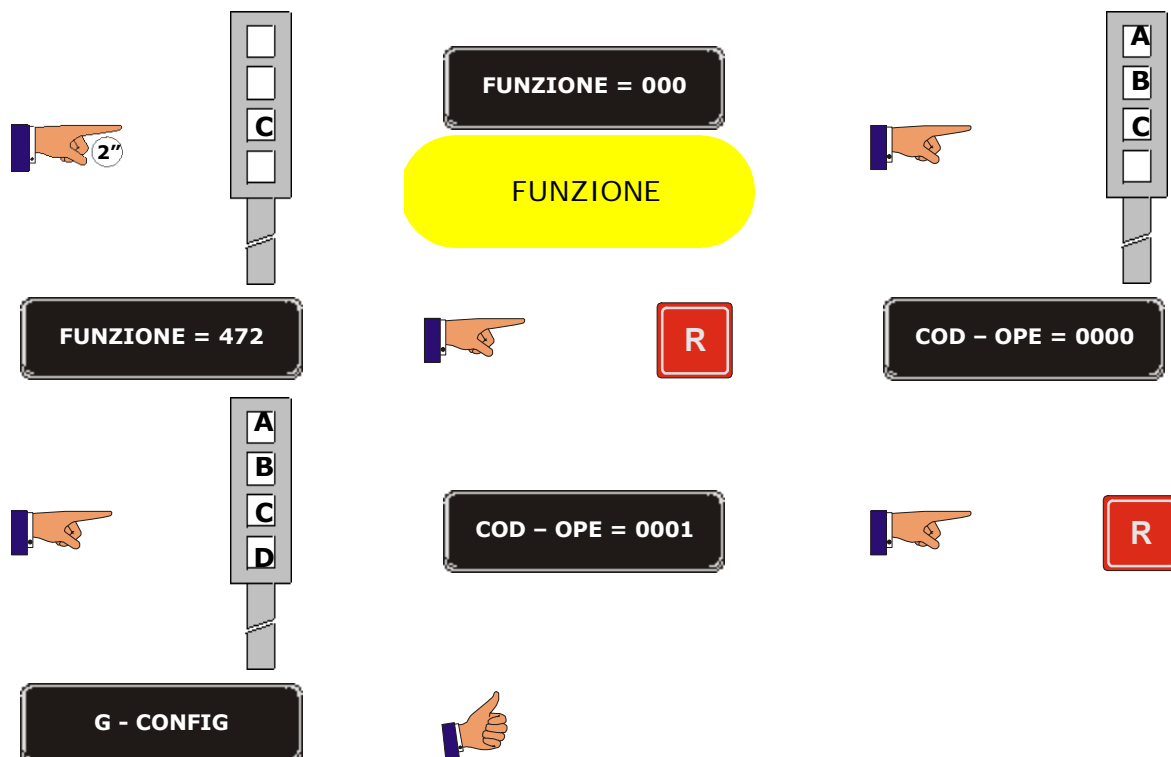 C
2”
FUNZIONE = 000
FUNZIONE
A
B
C
FUNZIONE = 472
R
COD – OPE = 0000
A
B
C
D
COD – OPE = 0001
R
G - CONFIG